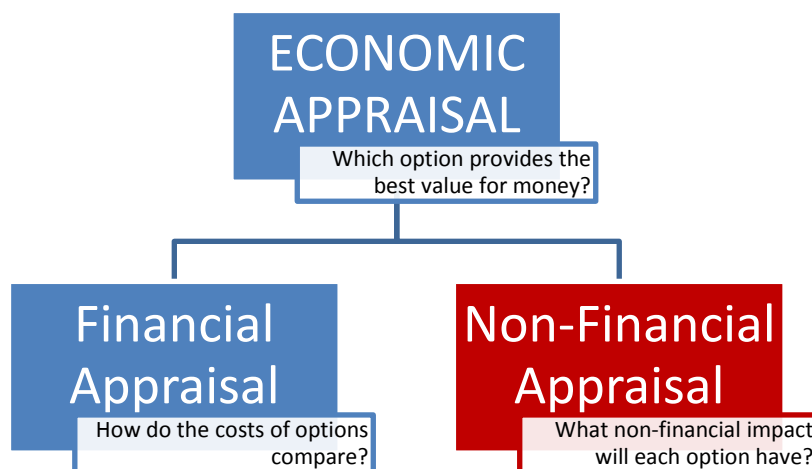 ECONOMIC
APPRAISAL
Which option provides the
best value for money?
Financial
Appraisal
How do the costs of options
compare?
Non-Financial
Appraisal
What non-financial impact
will each option have?